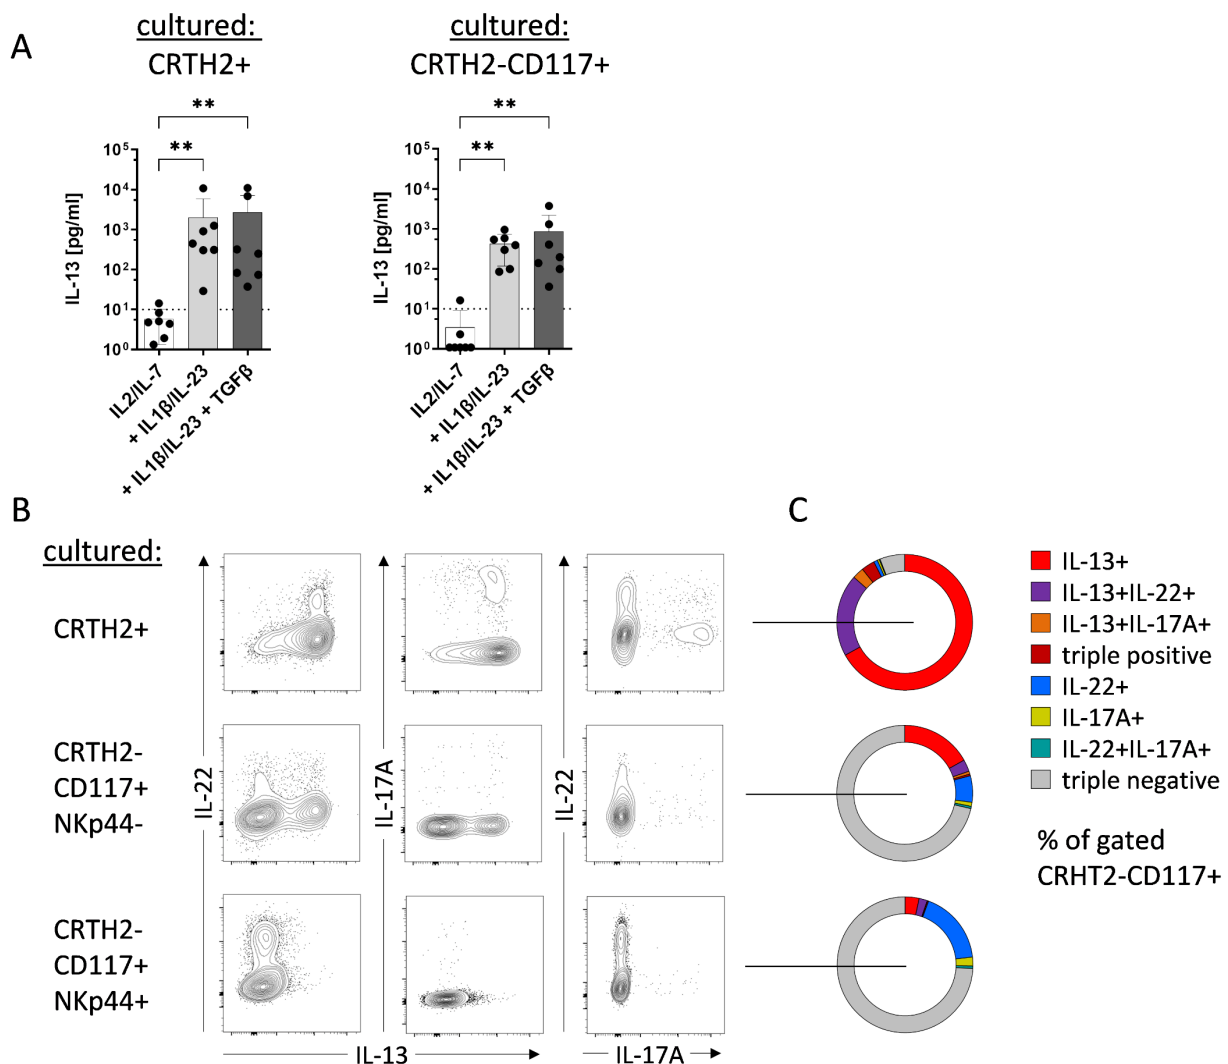 A
cultured:
CRTH2+
cultured:
CRTH2-CD117+
**
**
10⁵
10⁴
10³
10²
10¹
10⁰
IL-13 [pg/ml]
IL2/IL-7
+ IL1β/IL-23
+ IL1β/IL-23 + TGFβ
**
**
10⁵
10⁴
10³
10²
10¹
10⁰
IL-13 [pg/ml]
IL2/IL-7
+ IL1β/IL-23
+ IL1β/IL-23 + TGFβ
B
cultured:
CRTH2+
CRTH2-
CD117+
NKp44-
CRTH2-
CD117+
NKp44+
IL-22
IL-17A
IL-22
IL-13
IL-17A
C
IL-13+
IL-13+IL-22+
IL-13+IL-17A+
triple positive
IL-22+
IL-17A+
IL-22+IL-17A+
triple negative
% of gated
CRHT2-CD117+